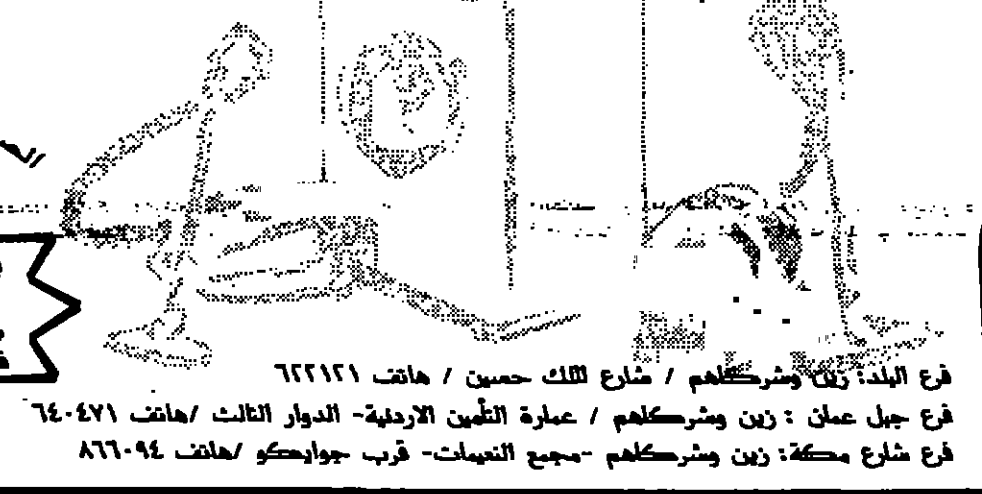 فرع البلد: زين وشركاهم / شارع الملك حسين / هاتف ٦٢٢١٢١
فرع جبل عمان : زين وشركاهم / عمارة التأمين الاردنية- الدوار الثالث /هاتف ٦٤٠٤٧١
فرع شارع مكة: زين وشركاهم -مجمع النعيمات- قرب جوايكو /هاتف ٨٦٦٠٩٤